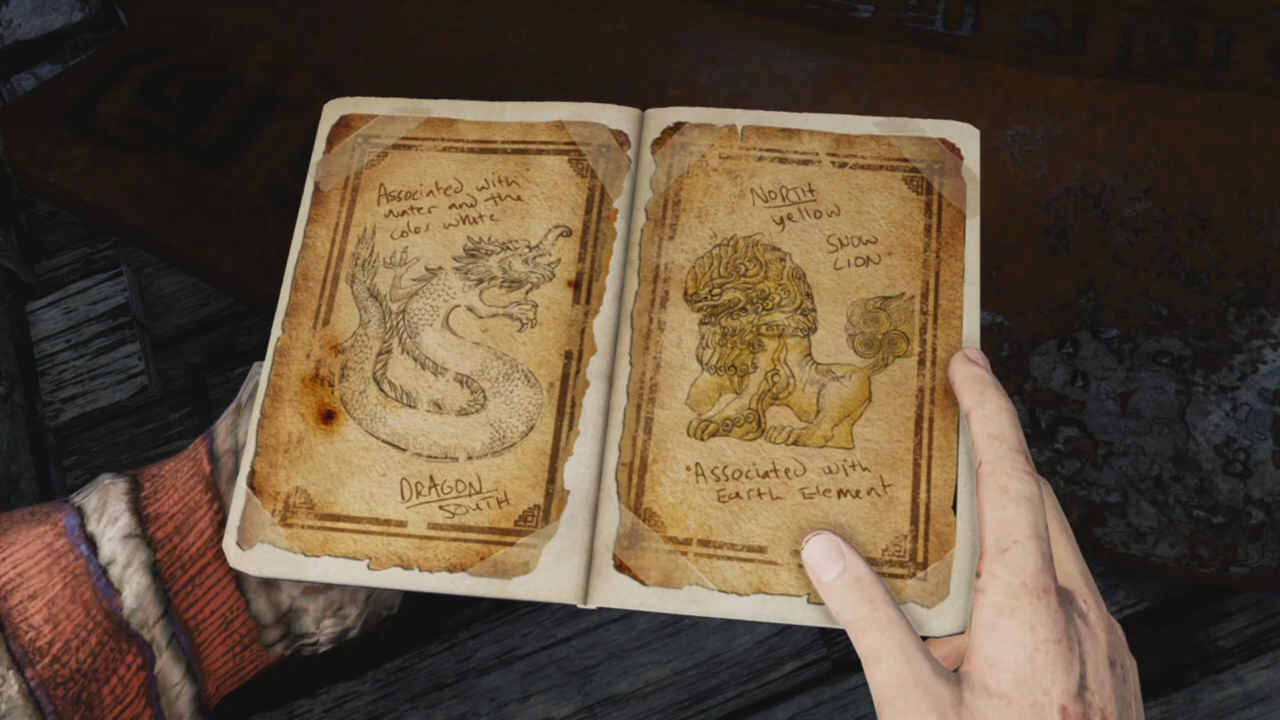 Associated with
water and the
color white
DRAGON
SOUTH
NORTH
yellow
SNOW
LION
Associated with
Earth Element